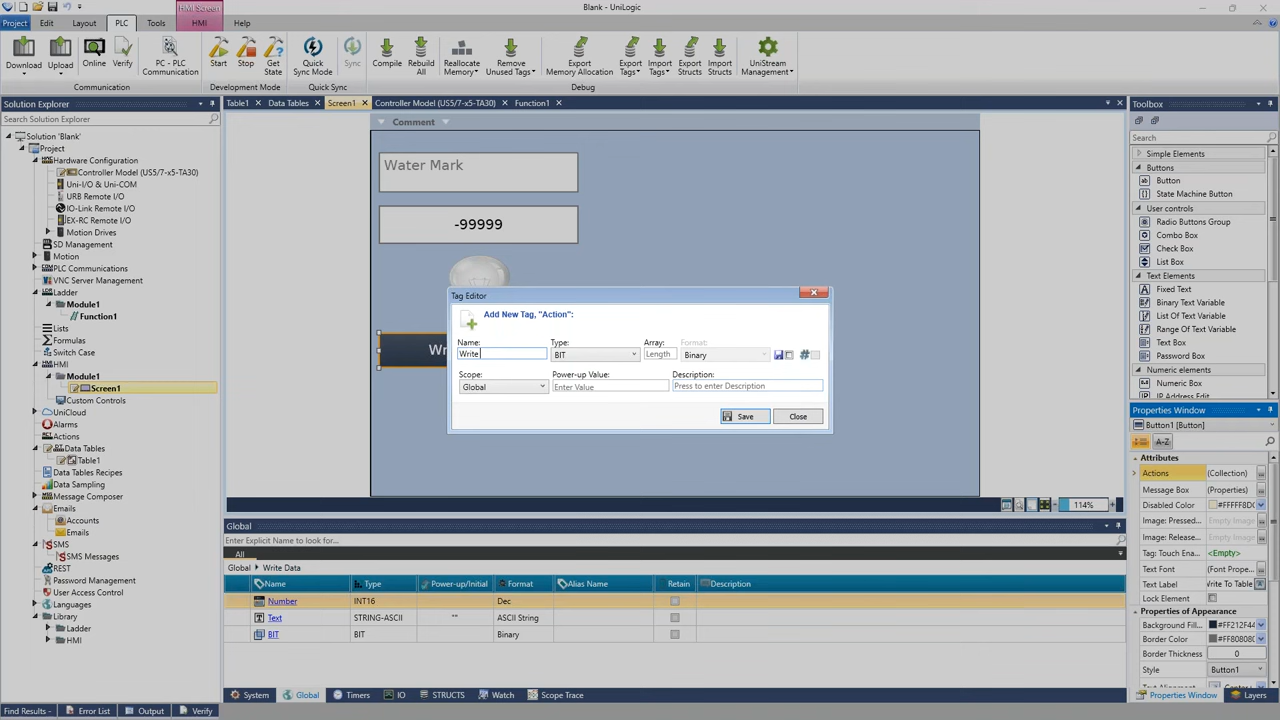 Blank - UniLogic
HMI Screen
Project Edit Layout PLC Tools HMI Help
Download Upload Online Verify PC - PLC Communication Start Stop Get State Quick Sync Mode Sync Compile Rebuild All Reallocate Memory Remove Unused Tags Export Memory Allocation Export Tags Import Tags Export Structs Import Structs UniStream Management
Communication Development Mode Quick Sync Debug
Solution Explorer
Search Solution Explorer
Solution 'Blank'
Project
Hardware Configuration
Controller Model (US5/7-x5-TA30)
Uni-I/O & Uni-COM
URB Remote I/O
IO-Link Remote I/O
EX-RC Remote I/O
Motion Drives
SD Management
Motion
PLC Communications
VNC Server Management
Ladder
Module1
Function1
Lists
Formulas
Switch Case
HMI
Module1
Screen1
Custom Controls
UniCloud
Alarms
Actions
Data Tables
Table1
Data Tables Recipes
Data Sampling
Message Composer
Emails
Accounts
Emails
SMS
SMS Messages
REST
Password Management
User Access Control
Languages
Library
Ladder
HMI
Find Results - Error List Output Verify
Table1 Data Tables Screen1 Controller Model (US5/7-x5-TA30) Function1
Comment
Water Mark
-99999
Wr
Tag Editor
Add New Tag, "Action":
Name: Type: Array: Format:
Write BIT Length Binary
Scope: Power-up Value: Description:
Global Enter Value Press to enter Description
Save Close
114%
Global
Enter Explicit Name to look for...
All
Global Write Data
Name Type Power-up/Initial Format Alias Name Retain Description
Number INT16 Dec
Text STRING-ASCII "" ASCII String
BIT BIT Binary
System Global Timers IO STRUCTS Watch Scope Trace
Toolbox
Search
Simple Elements
Buttons
Button
State Machine Button
User controls
Radio Buttons Group
Combo Box
Check Box
List Box
Text Elements
Fixed Text
Binary Text Variable
List Of Text Variable
Range Of Text Variable
Numeric elements
Numeric Box
IP Address Edit
Properties Window
Button1 [Button]
A-Z
Attributes
Actions (Collection)
Message Box (Properties)
Disabled Color #FFFFF8DC
Image: Pressed... Empty Image
Image: Release... Empty Image
Tag: Touch Ena... <Empty>
Text Font (Font Prope
Text Label Write To Table
Lock Element
Properties of Appearance
Background Fill... #FF212F44
Border Color #FF808080
Border Thickness 0
Style Button1
Properties Window Layers